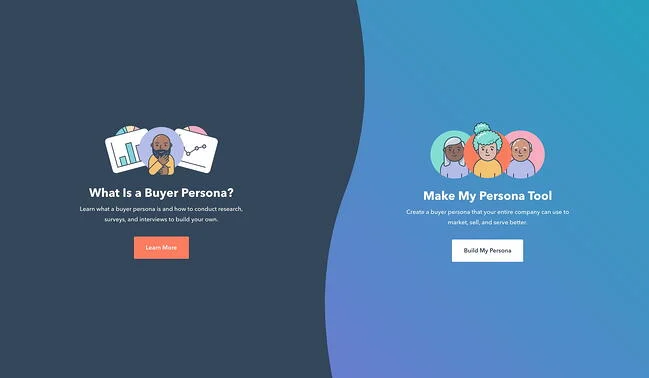 What Is a Buyer Persona?
Learn what a buyer persona is and how to conduct research,
surveys, and interviews to build your own.
Learn More
Make My Persona Tool
Create a buyer persona that your entire company can use to
market, sell, and serve better.
Build My Persona